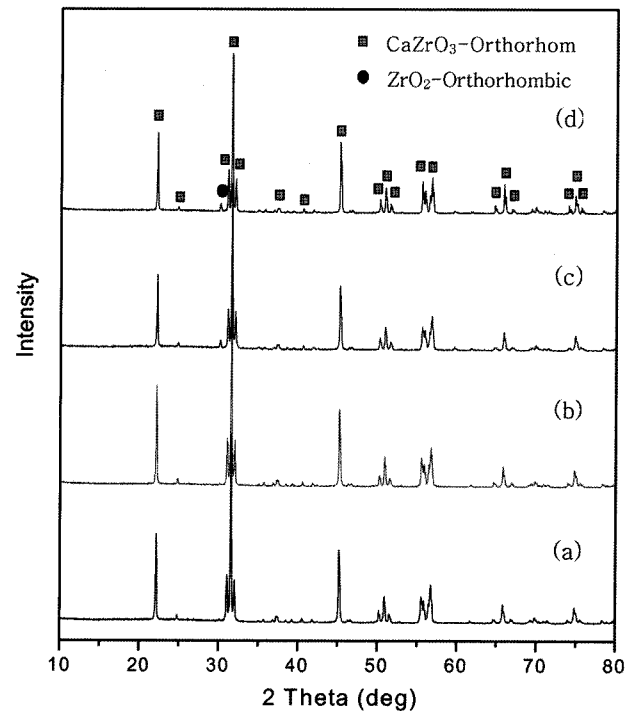 CaZrO₃-Orthorhom
ZrO₂-Orthorhombic
(d)
(c)
(b)
(a)
Intensity
10 20 30 40 50 60 70 80
2 Theta (deg)